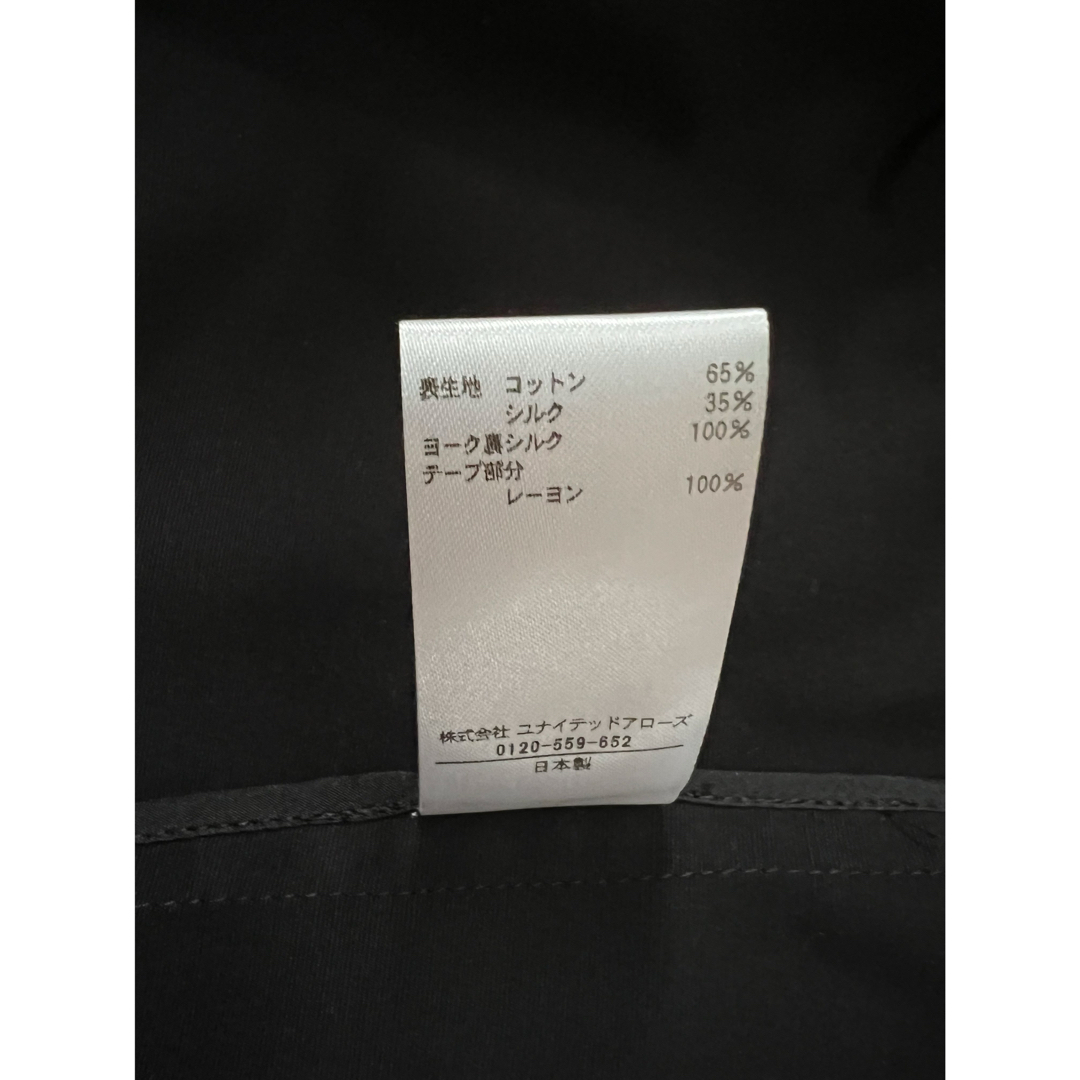 表生地 コットン 65%
シルク 35%
ヨーク裏シルク 100%
テープ部分
レーヨン 100%
株式会社 ユナイテッドアローズ
0120-559-652
日本製